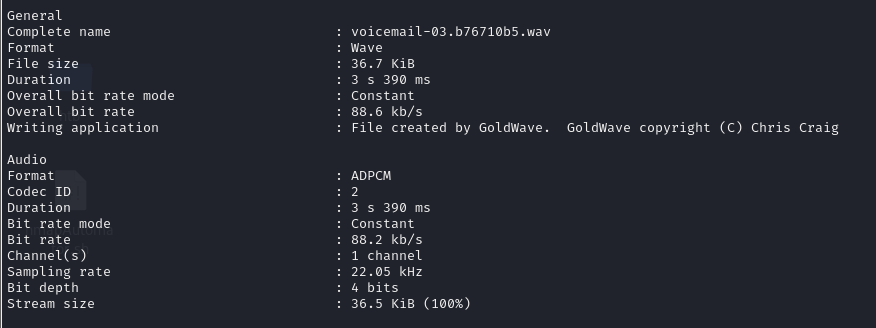 General
Complete name : voicemail-03.b76710b5.wav
Format : Wave
File size : 36.7 KiB
Duration : 3 s 390 ms
Overall bit rate mode : Constant
Overall bit rate : 88.6 kb/s
Writing application : File created by GoldWave.  GoldWave copyright (C) Chris Craig
Audio
Format : ADPCM
Codec ID : 2
Duration : 3 s 390 ms
Bit rate mode : Constant
Bit rate : 88.2 kb/s
Channel(s) : 1 channel
Sampling rate : 22.05 kHz
Bit depth : 4 bits
Stream size : 36.5 KiB (100%)